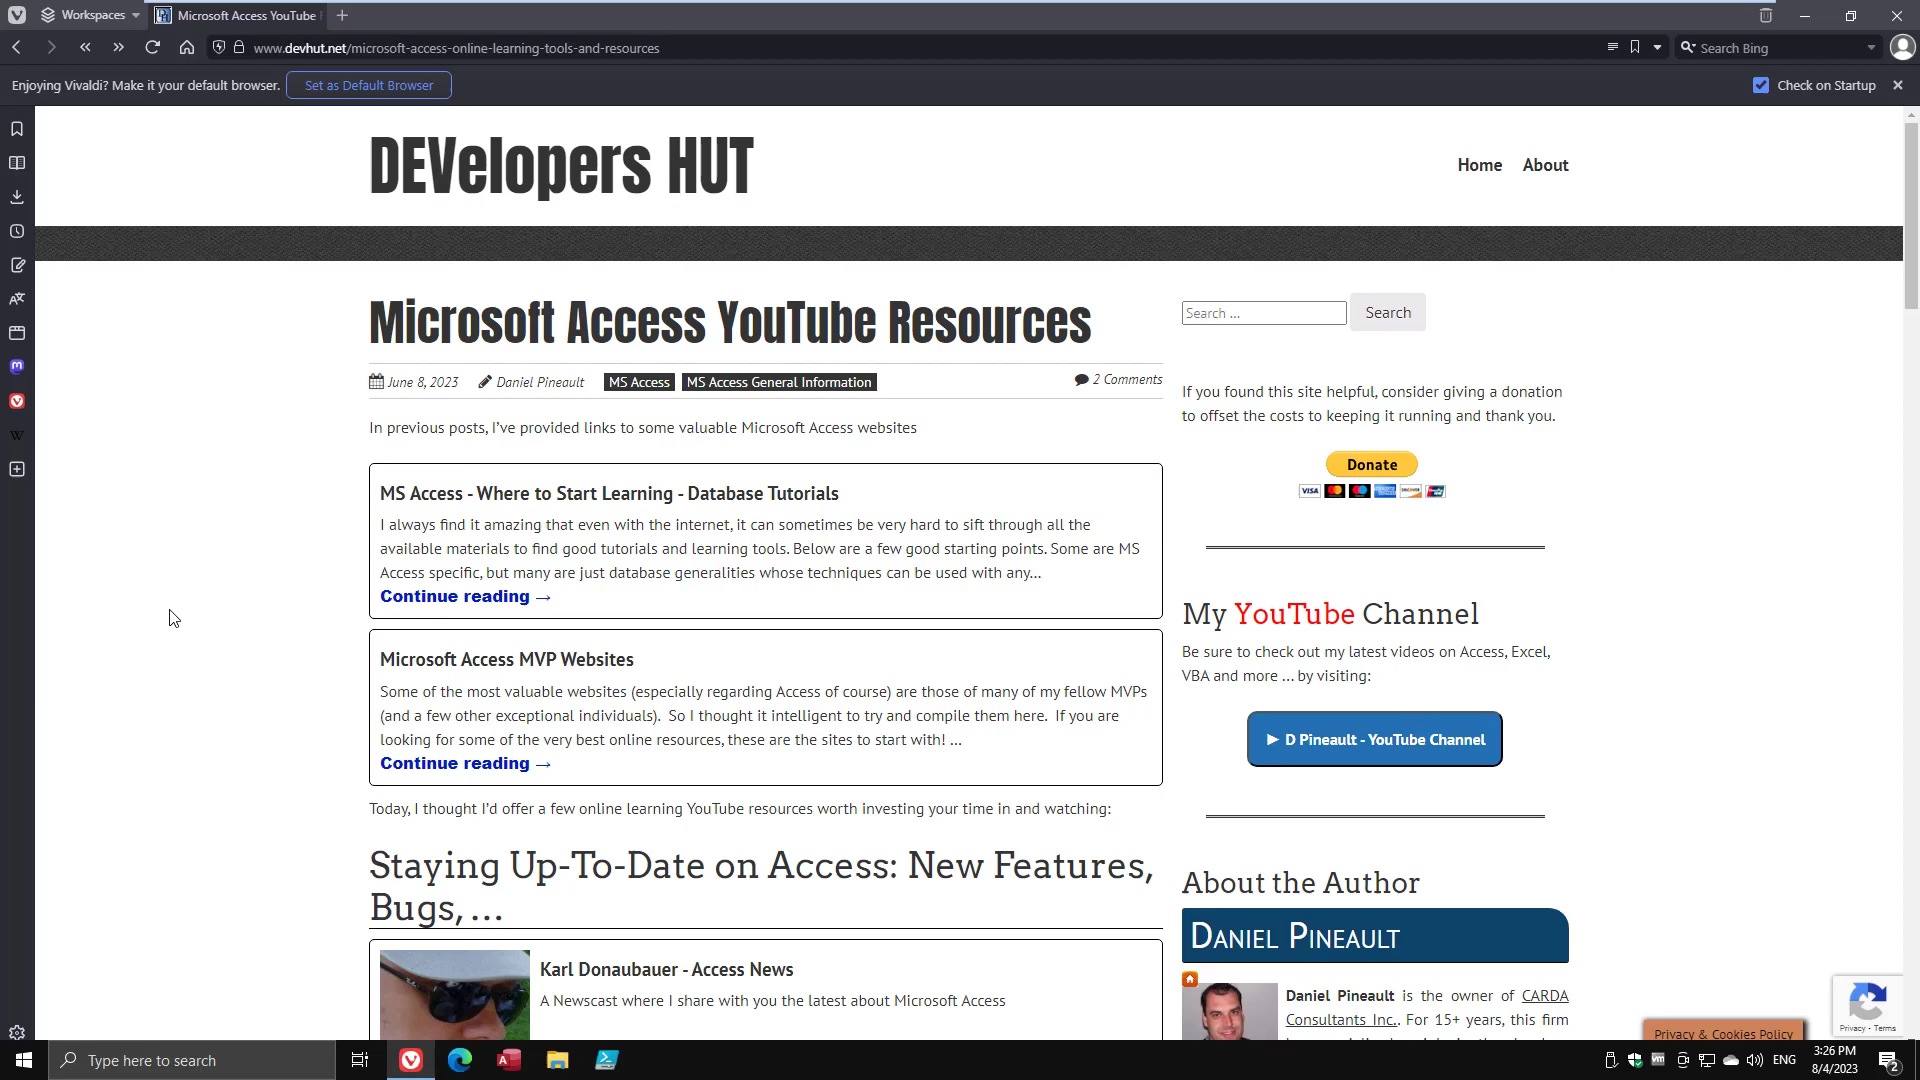 Workspaces
Microsoft Access YouTube
www.devhut.net/microsoft-access-online-learning-tools-and-resources
Search Bing
Enjoying Vivaldi? Make it your default browser.
Set as Default Browser
Check on Startup
DEVelopers HUT
Home
About
Microsoft Access YouTube Resources
June 8, 2023
Daniel Pineault
MS Access
MS Access General Information
2 Comments
In previous posts, I've provided links to some valuable Microsoft Access websites
MS Access - Where to Start Learning - Database Tutorials
I always find it amazing that even with the internet, it can sometimes be very hard to sift through all the
available materials to find good tutorials and learning tools. Below are a few good starting points. Some are MS
Access specific, but many are just database generalities whose techniques can be used with any...
Continue reading →
Microsoft Access MVP Websites
Some of the most valuable websites (especially regarding Access of course) are those of many of my fellow MVPs
(and a few other exceptional individuals).  So I thought it intelligent to try and compile them here.  If you are
looking for some of the very best online resources, these are the sites to start with! ...
Continue reading →
Today, I thought I'd offer a few online learning YouTube resources worth investing your time in and watching:
Staying Up-To-Date on Access: New Features,
Bugs, ...
Karl Donaubauer - Access News
A Newscast where I share with you the latest about Microsoft Access
Search ...
Search
If you found this site helpful, consider giving a donation
to offset the costs to keeping it running and thank you.
Donate
VISA
My YouTube Channel
Be sure to check out my latest videos on Access, Excel,
VBA and more ... by visiting:
► D Pineault - YouTube Channel
About the Author
Daniel Pineault
Daniel Pineault is the owner of CARDA
Consultants Inc.. For 15+ years, this firm
Privacy - Terms
Privacy & Cookies Policy
Type here to search
ENG
3:26 PM
8/4/2023
2